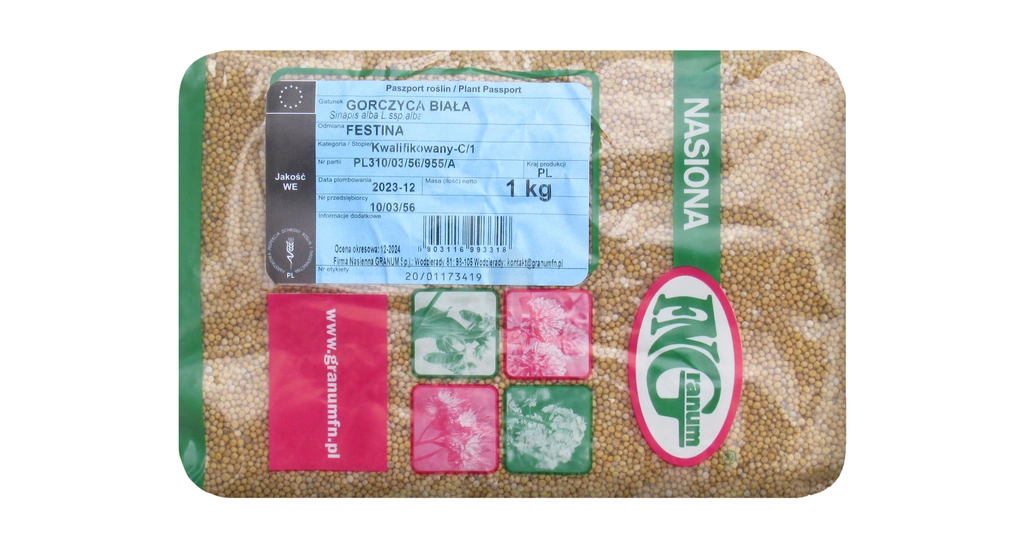 Paszport roślin / Plant Passport
Gatunek GORCZYCA BIAŁA
Sinapis alba L.ssp.alba
Odmiana FESTINA
Kategoria / Stopień Kwalifikowany-C/1
Nr partii PL310/03/56/955/A
Kraj produkcji
PL
Data plombowania 2023-12
Masa (ilość) netto 1 kg
Nr przedsiębiorcy 10/03/56
Informacje dodatkowe
Ocena okresowa: 12-2024
5903116993318
Firma Nasienna GRANUM S.p.j.; Wodzierady 81; 98-105 Wodzierady; kontakt@granumfn.pl
Nr etykiety 20/01173419
Jakość
WE
PL
NASIONA
www.granumfn.pl
FN Granum